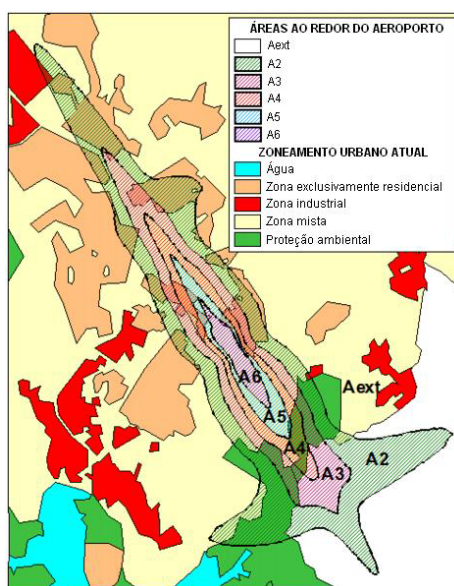 ÁREAS AO REDOR DO AEROPORTO
Aext
A2
A3
A4
A5
A6
ZONEAMENTO URBANO ATUAL
Água
Zona exclusivamente residencial
Zona industrial
Zona mista
Proteção ambiental
A6
Aext
A5
A4
A2
A3